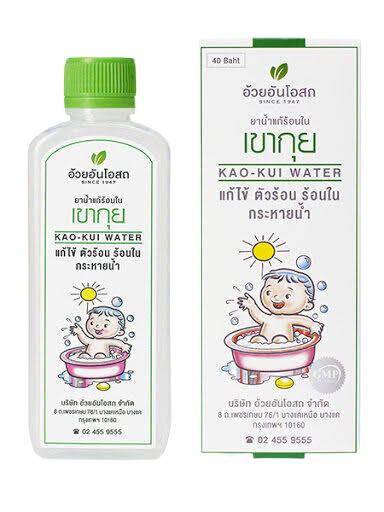 อ้วยอันโอสถ
SINCE 1947
ยาน้ำแก้ร้อนใน
เขากุย
KAO-KUI WATER
แก้ไข้ ตัวร้อน ร้อนใน
กระหายน้ำ
บริษัท อ้วยอันโอสถ จำกัด
8 ถ.เพชรเกษม 76/1 บางแคเหนือ บางแค
กรุงเทพฯ 10160
☎ 02 455 9555
40 Baht
อ้วยอันโอสถ
SINCE 1947
ยาน้ำแก้ร้อนใน
เขากุย
KAO-KUI WATER
แก้ไข้ ตัวร้อน ร้อนใน
กระหายน้ำ
GMP
บริษัท อ้วยอันโอสถ จำกัด
8 ถ.เพชรเกษม 76/1 บางแคเหนือ บางแค
กรุงเทพฯ 10160
☎ 02 455 9555